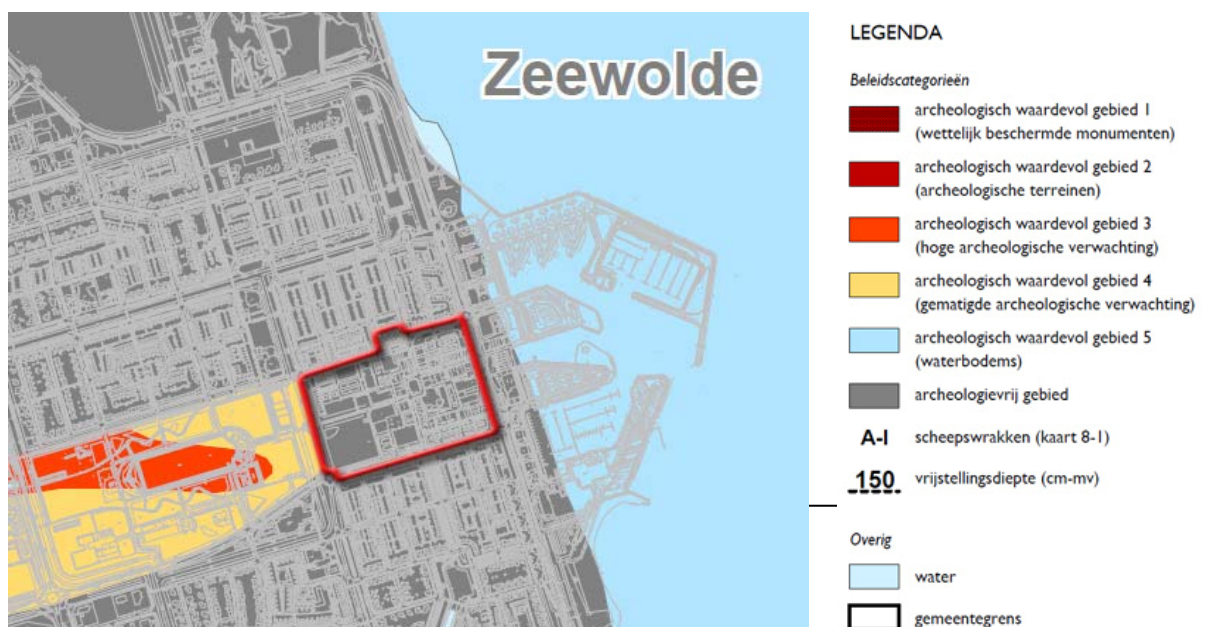 Zeewolde
LEGENDA
Beleidscategorieën
archeologisch waardevol gebied 1
(wettelijk beschermde monumenten)
archeologisch waardevol gebied 2
(archeologische terreinen)
archeologisch waardevol gebied 3
(hoge archeologische verwachting)
archeologisch waardevol gebied 4
(gematigde archeologische verwachting)
archeologisch waardevol gebied 5
(waterbodems)
archeologievrij gebied
A-I scheepswrakken (kaart 8-1)
150 vrijstellingsdiepte (cm-mv)
Overig
water
gemeentegrens